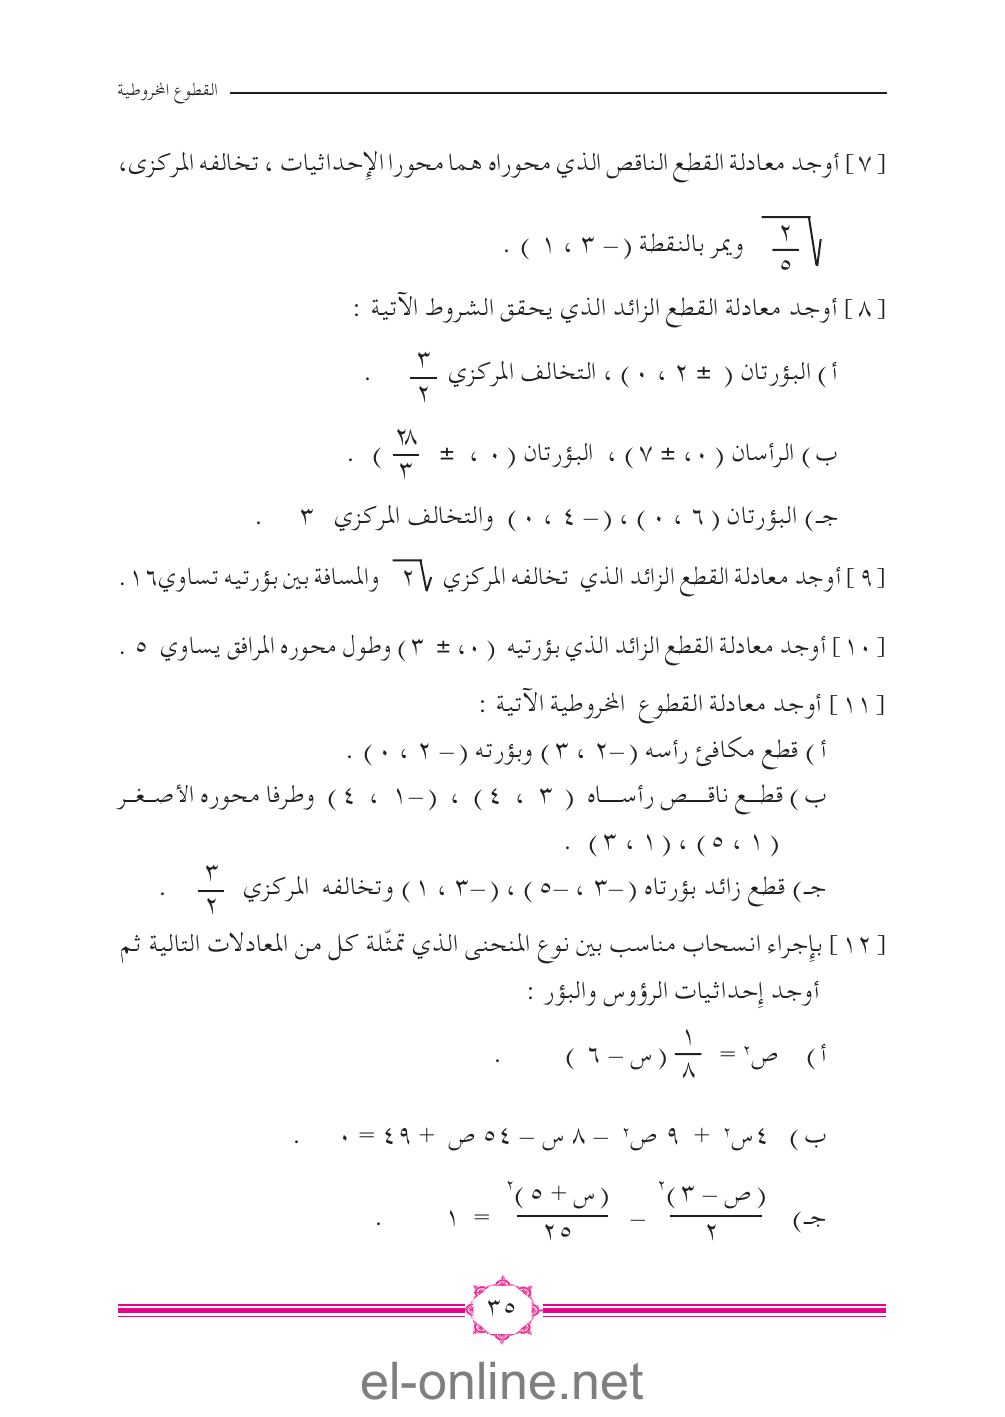 القطوع المخروطية
[ ٧ ] أوجد معادلة القطع الناقص الذي محوراه هما محورا الإحداثيات ، تخالفه المركزى،
√(٢/٥) ويمر بالنقطة ( – ٣ ، ١ ) .
[ ٨ ] أوجد معادلة القطع الزائد الذي يحقق الشروط الآتية :
أ ) البؤرتان ( ± ٢ ، ٠ ) ، التخالف المركزي ٣/٢ .
ب ) الرأسان ( ٠، ± ٧ ) ، البؤرتان ( ٠ ، ± ٢٨/٣ ) .
جـ) البؤرتان ( ٦ ، ٠ ) ، ( – ٤ ، ٠ ) والتخالف المركزي ٣ .
[ ٩ ] أوجد معادلة القطع الزائد الذي تخالفه المركزي √٢ والمسافة بين بؤرتيه تساوي١٦ .
[ ١٠ ] أوجد معادلة القطع الزائد الذي بؤرتيه ( ٠، ± ٣ ) وطول محوره المرافق يساوي ٥ .
[ ١١ ] أوجد معادلة القطوع المخروطية الآتية :
أ ) قطع مكافئ رأسه ( –٢ ، ٣ ) وبؤرته ( – ٢ ، ٠ ) .
ب ) قطــع ناقــــص رأســــاه ( ٣ ، ٤ ) ، ( –١ ، ٤ ) وطرفا محوره الأصــغــر
( ١ ، ٥ ) ، ( ١ ، ٣ ) .
جـ) قطع زائد بؤرتاه ( –٣ ، –٥ ) ، ( –٣ ، ١ ) وتخالفه المركزي ٣/٢ .
[ ١٢ ] بإجراء انسحاب مناسب بين نوع المنحنى الذي تمثّلة كل من المعادلات التالية ثم
أوجد إحداثيات الرؤوس والبؤر :
أ ) ص٢ = ١/٨ ( س – ٦ ) .
ب ) ٤س٢ + ٩ ص٢ – ٨ س – ٥٤ ص + ٤٩ = ٠ .
جـ) ( ص – ٣ )٢/٢ – ( س + ٥ )٢/٢٥ = ١ .
٣٥
el-online.net